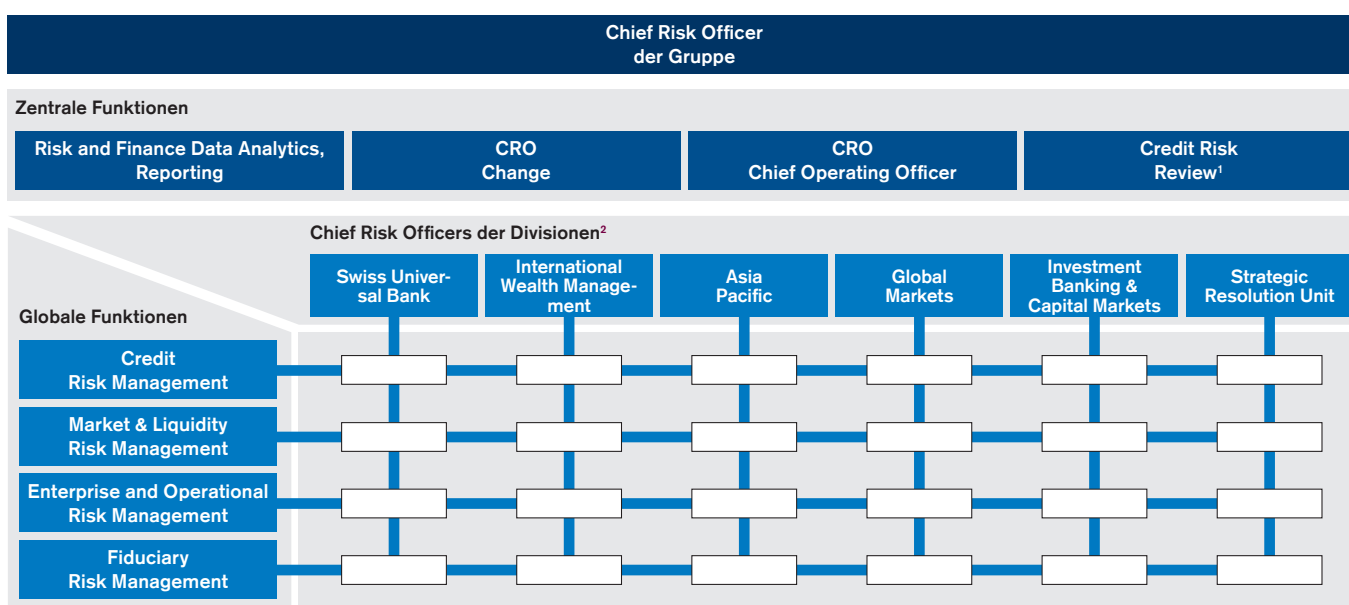 Chief Risk Officer
der Gruppe
Zentrale Funktionen
Risk and Finance Data Analytics,
Reporting
CRO
Change
CRO
Chief Operating Officer
Credit Risk
Review¹
Chief Risk Officers der Divisionen²
Swiss Univer-
sal Bank
International
Wealth Manage-
ment
Asia
Pacific
Global
Markets
Investment
Banking &
Capital Markets
Strategic
Resolution Unit
Globale Funktionen
Credit
Risk Management
Market & Liquidity
Risk Management
Enterprise and Operational
Risk Management
Fiduciary
Risk Management